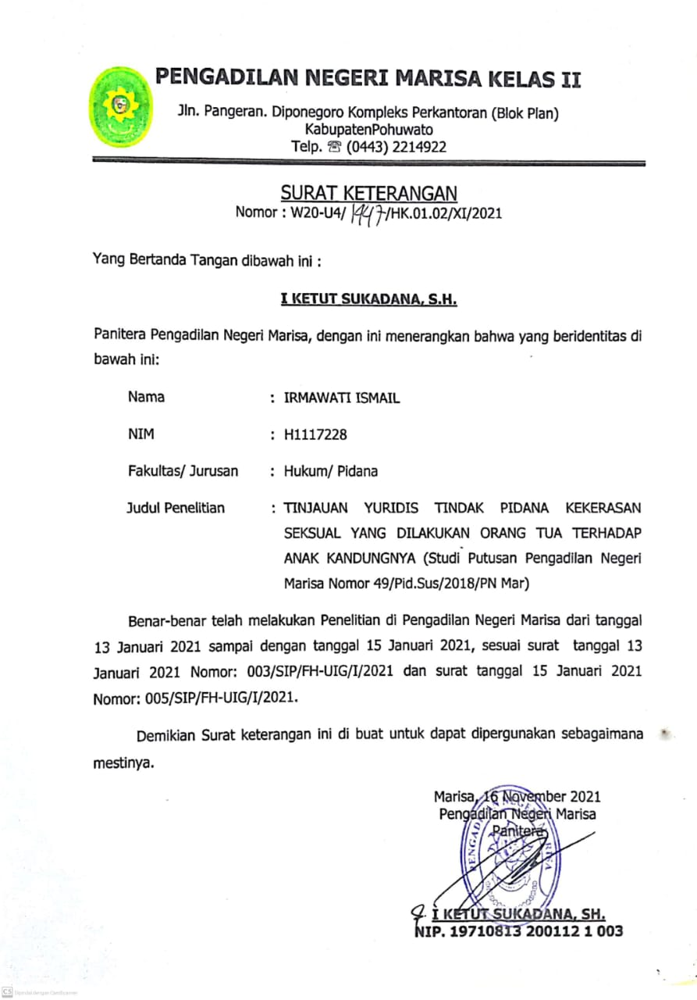 PENGADILAN NEGERI MARISA KELAS II
Jln. Pangeran. Diponegoro Kompleks Perkantoran (Blok Plan)
KabupatenPohuwato
Telp. ☏ (0443) 2214922
SURAT KETERANGAN
Nomor : W20-U4/ 1447/HK.01.02/XI/2021
Yang Bertanda Tangan dibawah ini :
I KETUT SUKADANA, S.H.
Panitera Pengadilan Negeri Marisa, dengan ini menerangkan bahwa yang beridentitas di
bawah ini:
Nama : IRMAWATI ISMAIL
NIM : H1117228
Fakultas/ Jurusan : Hukum/ Pidana
Judul Penelitian : TINJAUAN YURIDIS TINDAK PIDANA KEKERASAN
SEKSUAL YANG DILAKUKAN ORANG TUA TERHADAP
ANAK KANDUNGNYA (Studi Putusan Pengadilan Negeri
Marisa Nomor 49/Pid.Sus/2018/PN Mar)
Benar-benar telah melakukan Penelitian di Pengadilan Negeri Marisa dari tanggal
13 Januari 2021 sampai dengan tanggal 15 Januari 2021, sesuai surat tanggal 13
Januari 2021 Nomor: 003/SIP/FH-UIG/I/2021 dan surat tanggal 15 Januari 2021
Nomor: 005/SIP/FH-UIG/I/2021.
Demikian Surat keterangan ini di buat untuk dapat dipergunakan sebagaimana
mestinya.
Marisa, 16 November 2021
Pengadilan Negeri Marisa
Panitera
PENGADILAN NEGERI MARISA
I KETUT SUKADANA, SH.
NIP. 19710813 200112 1 003
CS Dipindai dengan CamScanner